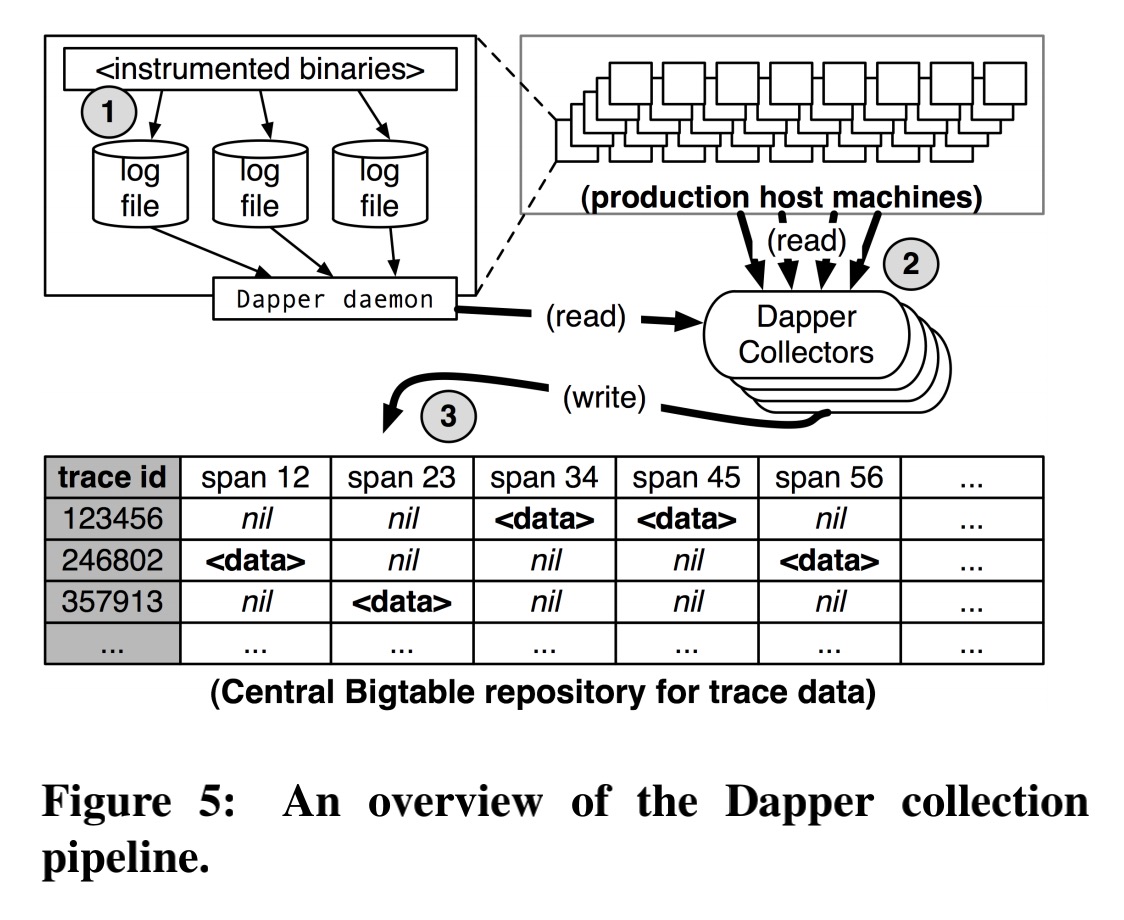 <instrumented binaries>
1
log file
log file
log file
Dapper daemon
(production host machines)
(read)
2
(read)
Dapper
Collectors
(write)
3
trace id span 12 span 23 span 34 span 45 span 56 ...
123456 nil nil <data> <data> nil ...
246802 <data> nil nil nil <data> ...
357913 nil <data> nil nil nil ...
... ... ... ... ... ... ...
(Central Bigtable repository for trace data)
Figure 5: An overview of the Dapper collection
pipeline.